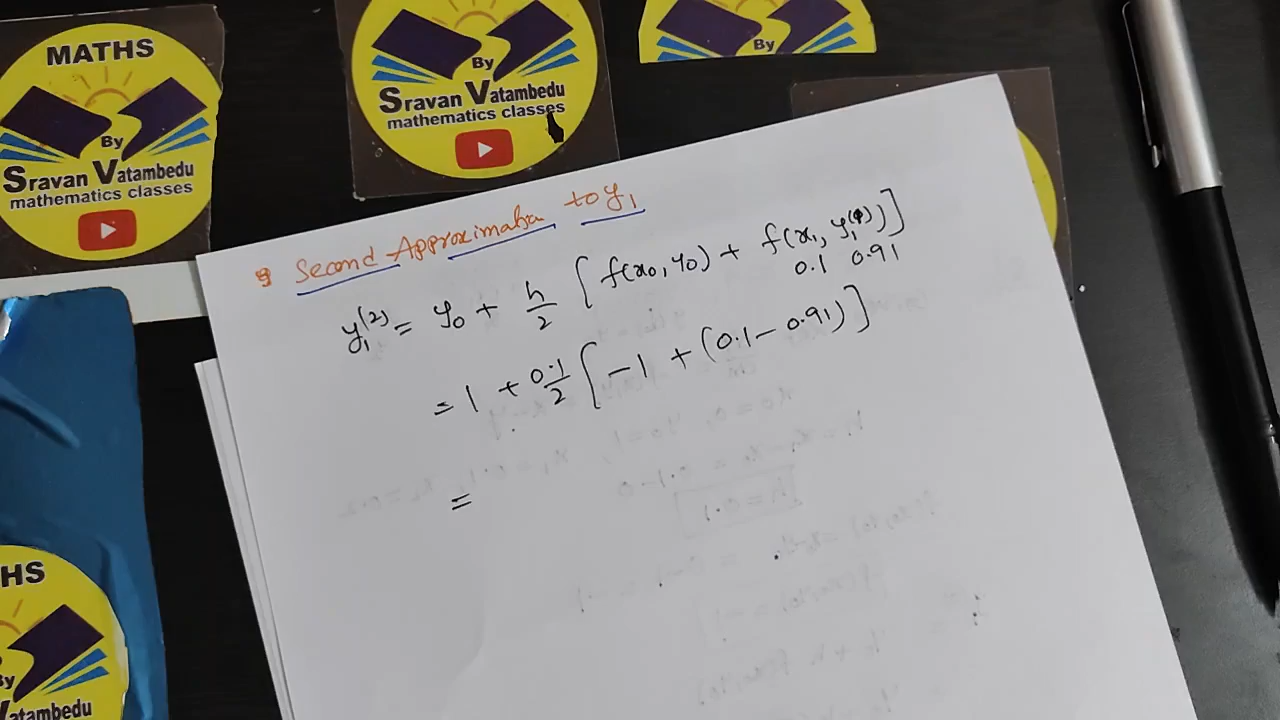 MATHS
By
Sravan Vatambedu
mathematics classes
By
Sravan Vatambedu
mathematics classes
By
Second Approximation to y₁
y₁⁽²⁾ = y₀ + h/2 [f(x₀, y₀) + f(x₁, y₁⁽¹⁾)]
0.1 0.91
= 1 + 0.1/2 [-1 + (0.1 - 0.91)]
=
HS
By
Vatambedu